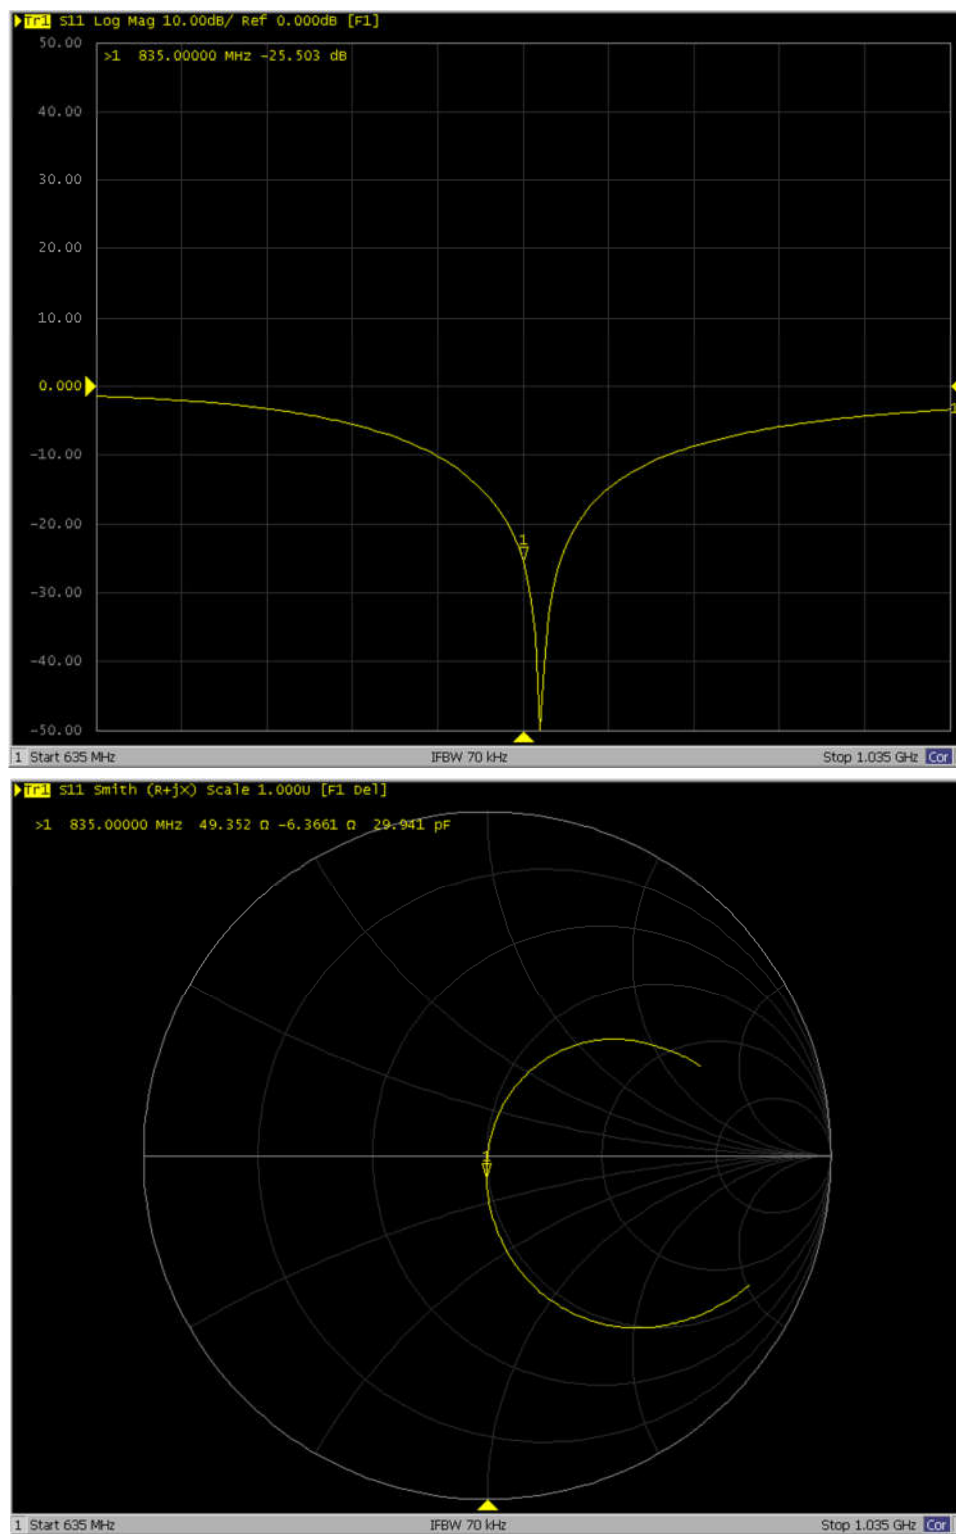 Tr1 S11 Log Mag 10.00dB/ Ref 0.000dB [F1]
50.00
>1 835.00000 MHz -25.503 dB
40.00
30.00
20.00
10.00
0.000
1
-10.00
-20.00
1
-30.00
-40.00
-50.00
1 Start 635 MHz IFBW 70 kHz Stop 1.035 GHz Cor
Tr1 S11 Smith (R+jX) Scale 1.000U [F1 Del]
>1 835.00000 MHz 49.352 Ω -6.3661 Ω 29.941 pF
1
1 Start 635 MHz IFBW 70 kHz Stop 1.035 GHz Cor